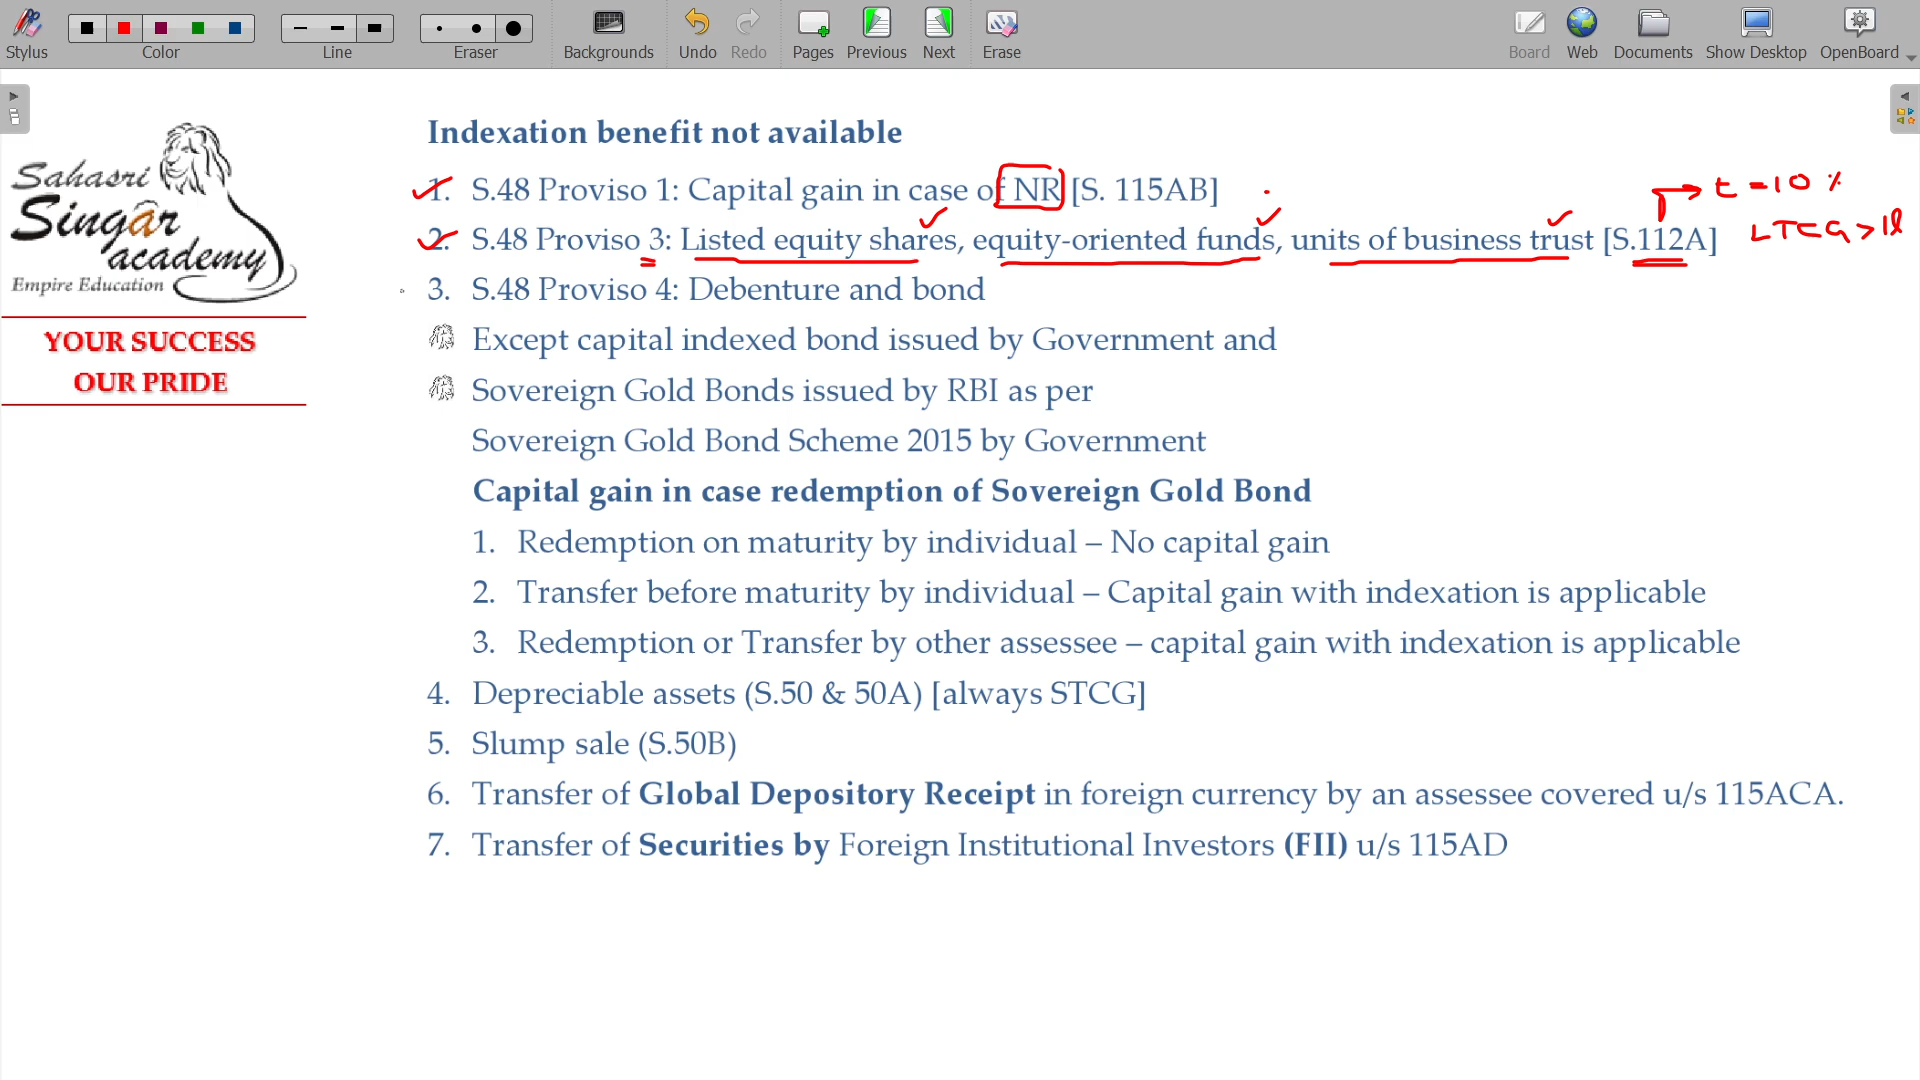 Stylus
Color
Line
Eraser
Backgrounds
Undo
Redo
Pages
Previous
Next
Erase
Board
Web
Documents
Show Desktop
OpenBoard
Sahasri
Singar
academy
Empire Education
YOUR SUCCESS
OUR PRIDE
Indexation benefit not available
1. S.48 Proviso 1: Capital gain in case of NR [S. 115AB]
t = 10 %
2. S.48 Proviso 3: Listed equity shares, equity-oriented funds, units of business trust [S.112A]
LTCG > 1l
3. S.48 Proviso 4: Debenture and bond
Except capital indexed bond issued by Government and
Sovereign Gold Bonds issued by RBI as per
Sovereign Gold Bond Scheme 2015 by Government
Capital gain in case redemption of Sovereign Gold Bond
1. Redemption on maturity by individual – No capital gain
2. Transfer before maturity by individual – Capital gain with indexation is applicable
3. Redemption or Transfer by other assessee – capital gain with indexation is applicable
4. Depreciable assets (S.50 & 50A) [always STCG]
5. Slump sale (S.50B)
6. Transfer of Global Depository Receipt in foreign currency by an assessee covered u/s 115ACA.
7. Transfer of Securities by Foreign Institutional Investors (FII) u/s 115AD